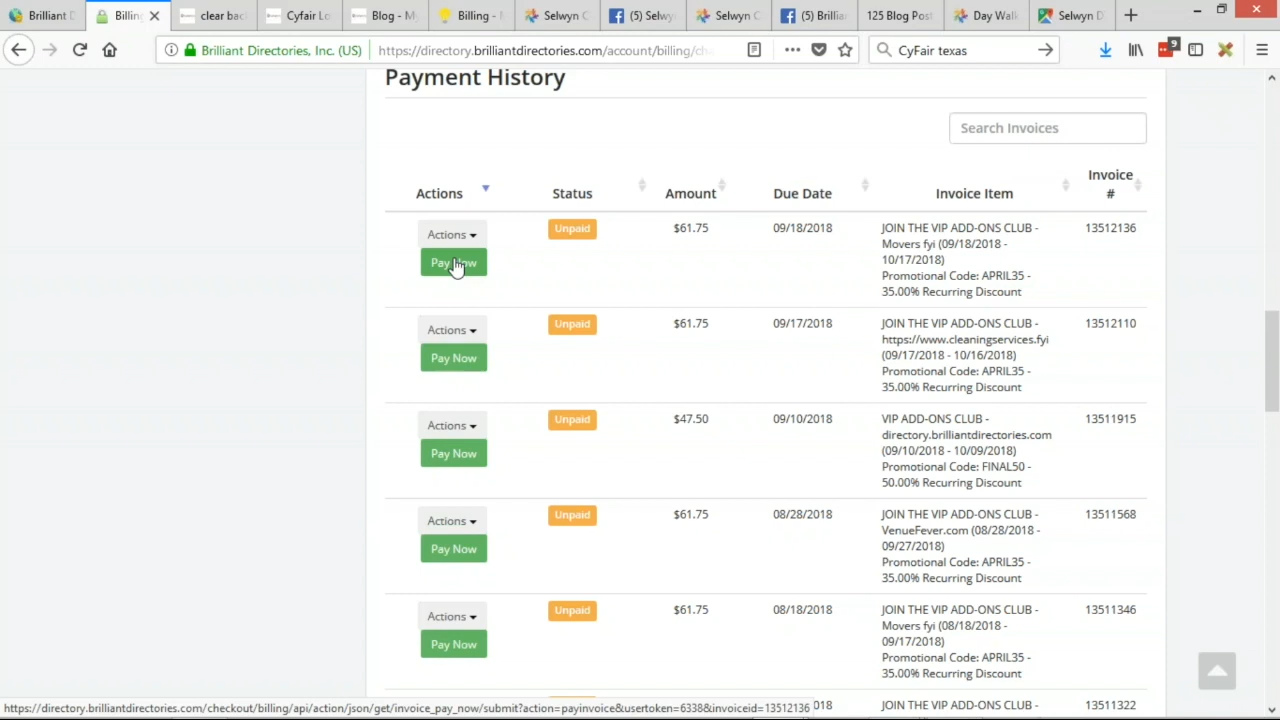 Brilliant D
Billing
clear bac
Cyfair Lo
Blog - M
Billing -
Selwyn C
(5) Selwy
Selwyn C
(3) Brillia
125 Blog Post
Day Walk
Selwyn D
Brilliant Directories, Inc. (US)
https://directory.brilliantdirectories.com/account/billing/ch
CyFair texas
9
Payment History
Search Invoices
Actions
Status
Amount
Due Date
Invoice Item
Invoice
#
Actions
Pay Now
Unpaid
$61.75
09/18/2018
JOIN THE VIP ADD-ONS CLUB -
Movers fyi (09/18/2018 -
10/17/2018)
Promotional Code: APRIL35 -
35.00% Recurring Discount
13512136
Actions
Pay Now
Unpaid
$61.75
09/17/2018
JOIN THE VIP ADD-ONS CLUB -
https://www.cleaningservices.fyi
(09/17/2018 - 10/16/2018)
Promotional Code: APRIL35 -
35.00% Recurring Discount
13512110
Actions
Pay Now
Unpaid
$47.50
09/10/2018
VIP ADD-ONS CLUB -
directory.brilliantdirectories.com
(09/10/2018 - 10/09/2018)
Promotional Code: FINAL50 -
50.00% Recurring Discount
13511915
Actions
Pay Now
Unpaid
$61.75
08/28/2018
JOIN THE VIP ADD-ONS CLUB -
VenueFever.com (08/28/2018 -
09/27/2018)
Promotional Code: APRIL35 -
35.00% Recurring Discount
13511568
Actions
Pay Now
Unpaid
$61.75
08/18/2018
JOIN THE VIP ADD-ONS CLUB -
Movers fyi (08/18/2018 -
09/17/2018)
Promotional Code: APRIL35 -
35.00% Recurring Discount
13511346
018
JOIN THE VIP ADD-ONS CLUB -
13511322
https://directory.brilliantdirectories.com/checkout/billing/api/action/json/get/invoice_pay_now/submit?action=payinvoice&usertoken=6338&invoiceid=13512136